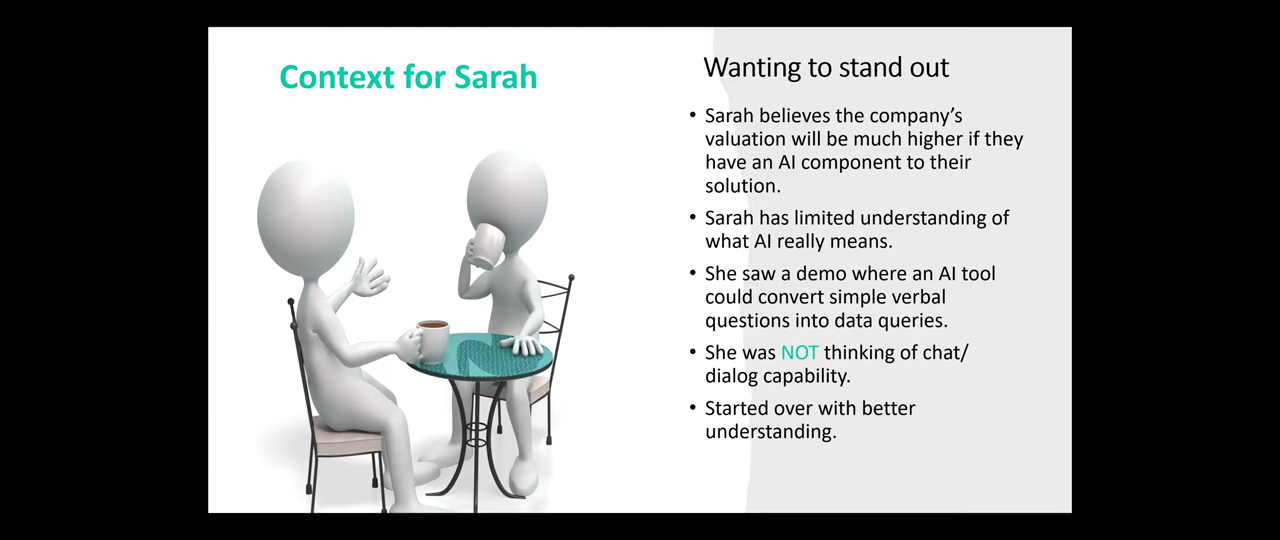 Context for Sarah
Wanting to stand out
• Sarah believes the company’s
valuation will be much higher if they
have an AI component to their
solution.
• Sarah has limited understanding of
what AI really means.
• She saw a demo where an AI tool
could convert simple verbal
questions into data queries.
• She was NOT thinking of chat/
dialog capability.
• Started over with better
understanding.